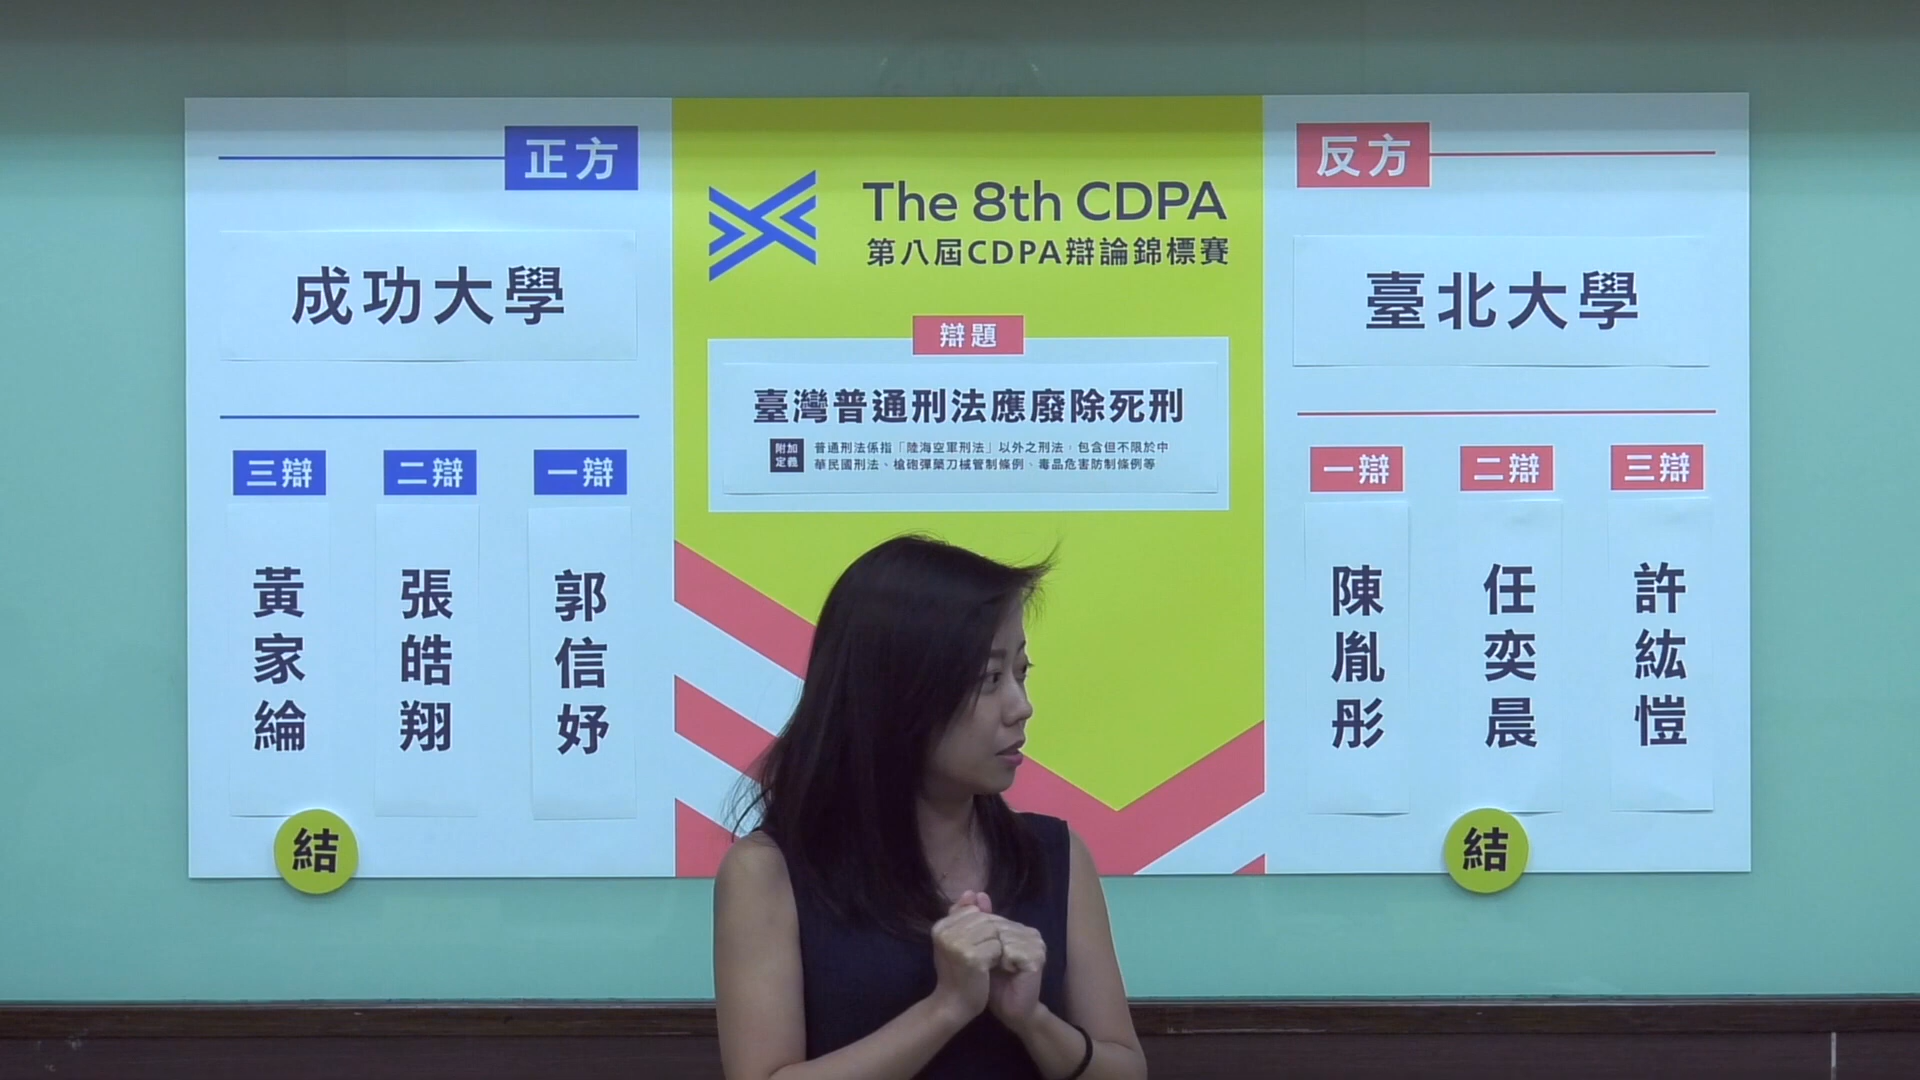 正方
成功大學
三辯 二辯 一辯
黃家綸
張皓翔
郭信妤
結
The 8th CDPA
第八屆CDPA辯論錦標賽
辯題
臺灣普通刑法應廢除死刑
附加
定義
普通刑法係指「陸海空軍刑法」以外之刑法，包含但不限於中
華民國刑法、槍砲彈藥刀械管制條例、毒品危害防制條例等
反方
臺北大學
一辯 二辯 三辯
陳胤彤
任奕晨
許紘愷
結